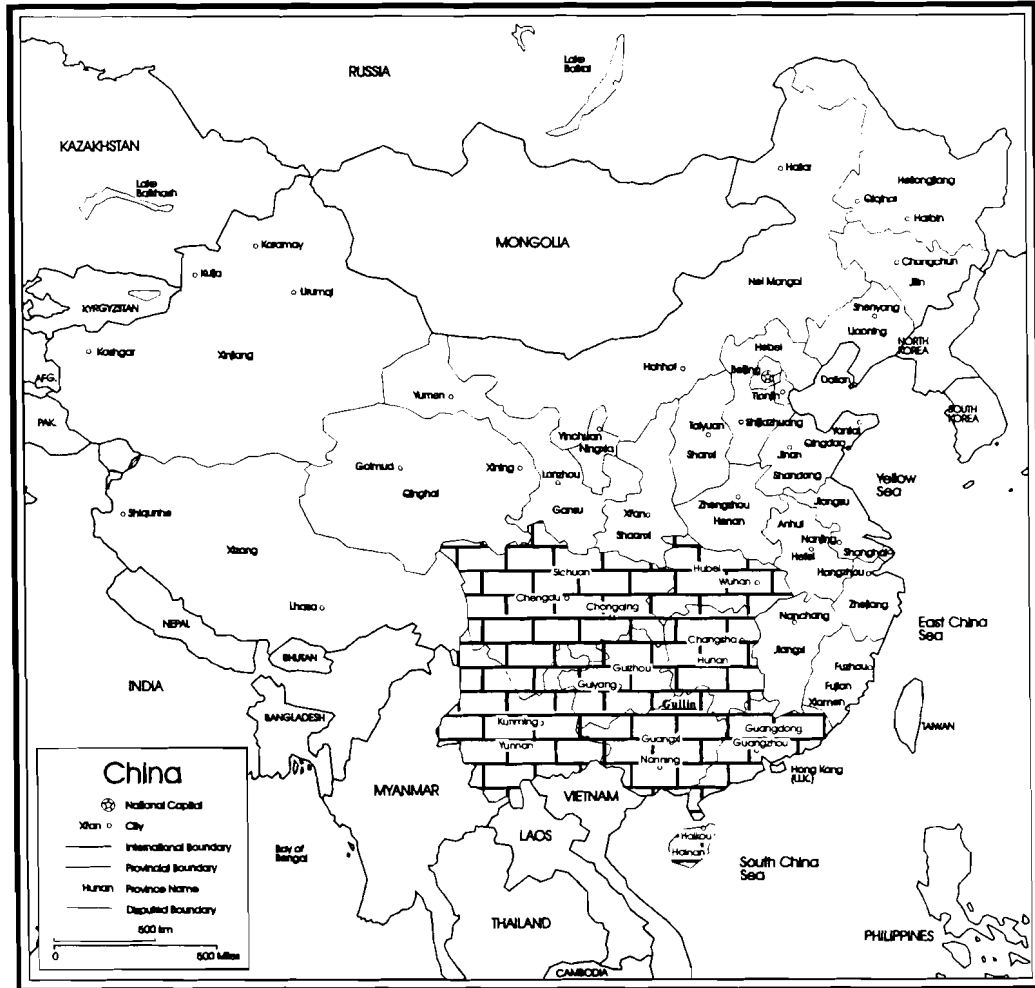 RUSSIA
Lake
Baikal
KAZAKHSTAN
Lake
Balkhash
Hailar
Heilongjiang
Qiqihar
Harbin
MONGOLIA
Karamay
Kuija
Urumqi
Changchun
Jilin
Nei Mangol
KYRGYZSTAN
Shenyang
Liaoning
Kashgar
Xinjiang
NORTH
KOREA
Hebei
AFG.
Hohhot
Beijing
Dalian
Tianjin
Yumen
PAK.
SOUTH
KOREA
Taiyuan
Shijiazhuang
Yantai
Yinchuan
Ningxia
Qingdao
Jinan
Shanxi
Golmud
Xining
Lanzhou
Shandong
Yellow
Sea
Qinghai
Zhengzhou
Jiangsu
Shiquanhe
Gansu
Xi'an
Henan
Anhui
Shaanxi
Nanjing
Xizang
Hefei
Shanghai
Sichuan
Hubei
Hangzhou
Wuhan
Chengdu
Chongqing
Lhasa
Zhejiang
Nanchang
NEPAL
East China
Sea
Changsha
Jiangxi
BHUTAN
Hunan
Guizhou
Fuzhou
INDIA
Guiyang
Fujian
Guilin
Xiamen
BANGLADESH
Kunming
Guangdong
TAIWAN
Guangxi
Yunnan
Guangzhou
Nanning
Hong Kong
(U.K.)
MYANMAR
VIETNAM
LAOS
Haikou
Hainan
Bay of
Bengal
South China
Sea
THAILAND
PHILIPPINES
CAMBODIA
China
National Capital
Xi'an City
International Boundary
Provincial Boundary
Hunan Province Name
Disputed Boundary
500 km
0 500 Miles